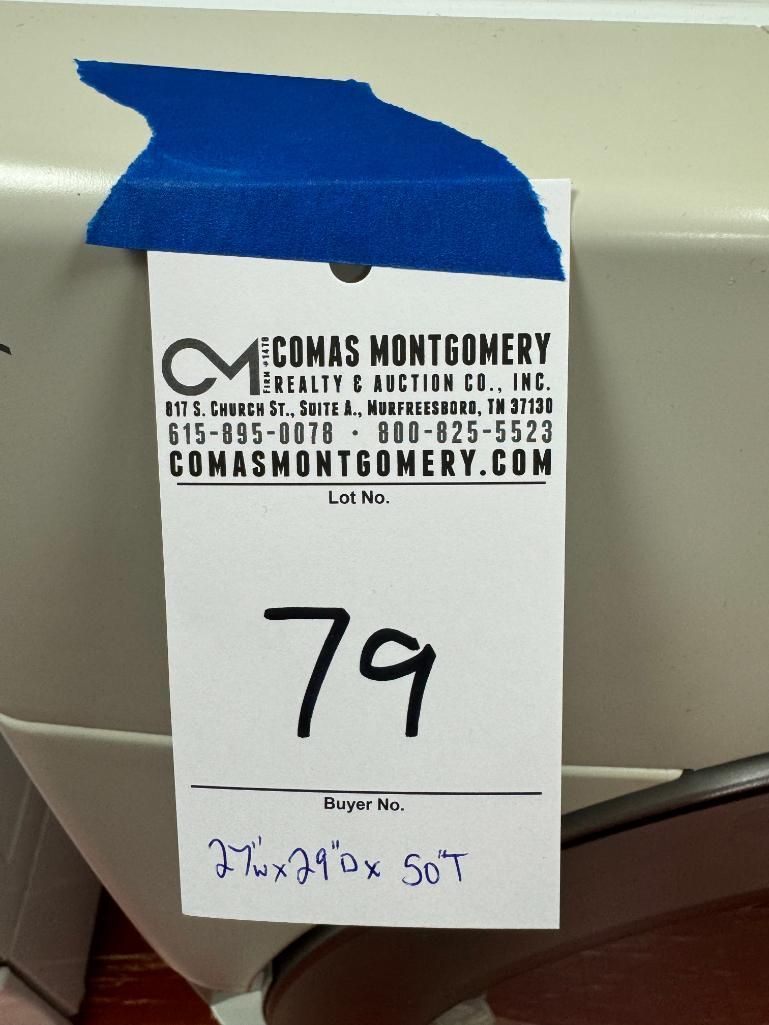 CM FIRM #1478 COMAS MONTGOMERY
REALTY & AUCTION CO., INC.
817 S. CHURCH ST., SUITE A., MURFREESBORO, TN 37130
615-895-0078 · 800-825-5523
COMASMONTGOMERY.COM
Lot No.
79
Buyer No.
27"W x 29"D x 50"T